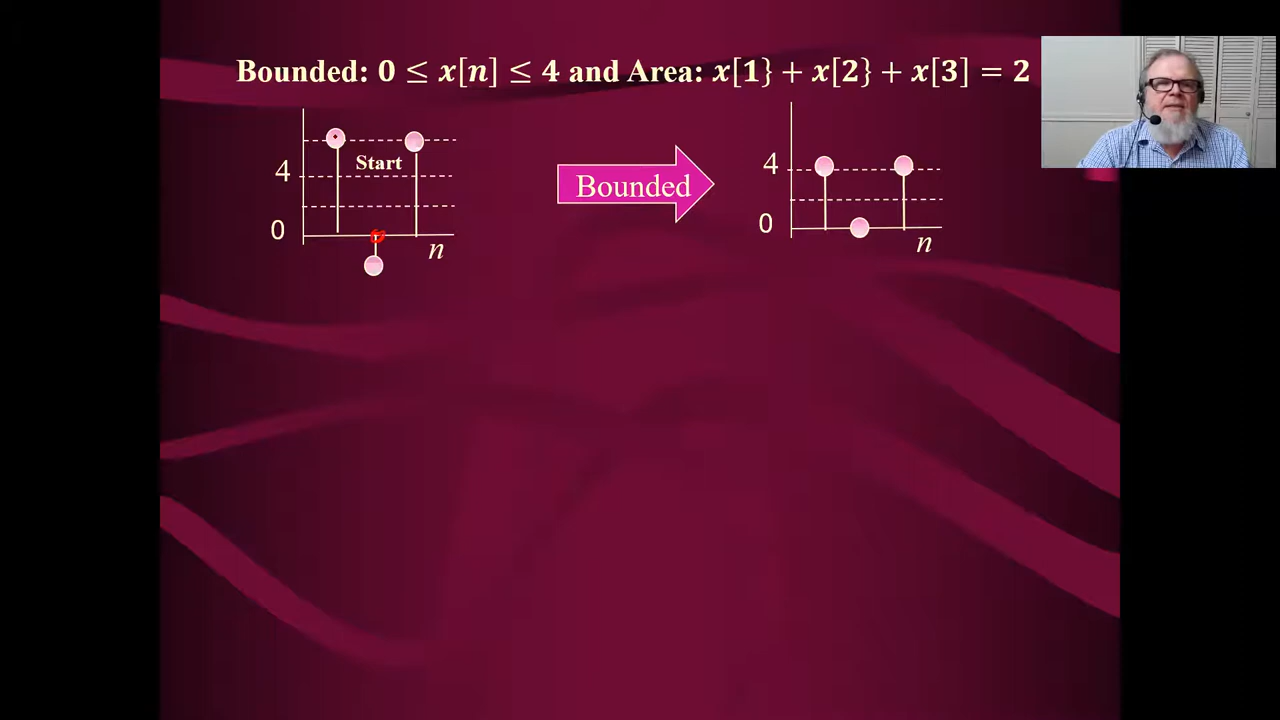 Bounded: 0 ≤ x[n] ≤ 4 and Area: x[1} + x[2} + x[3] = 2
Start
4
0
n
Bounded
4
0
n